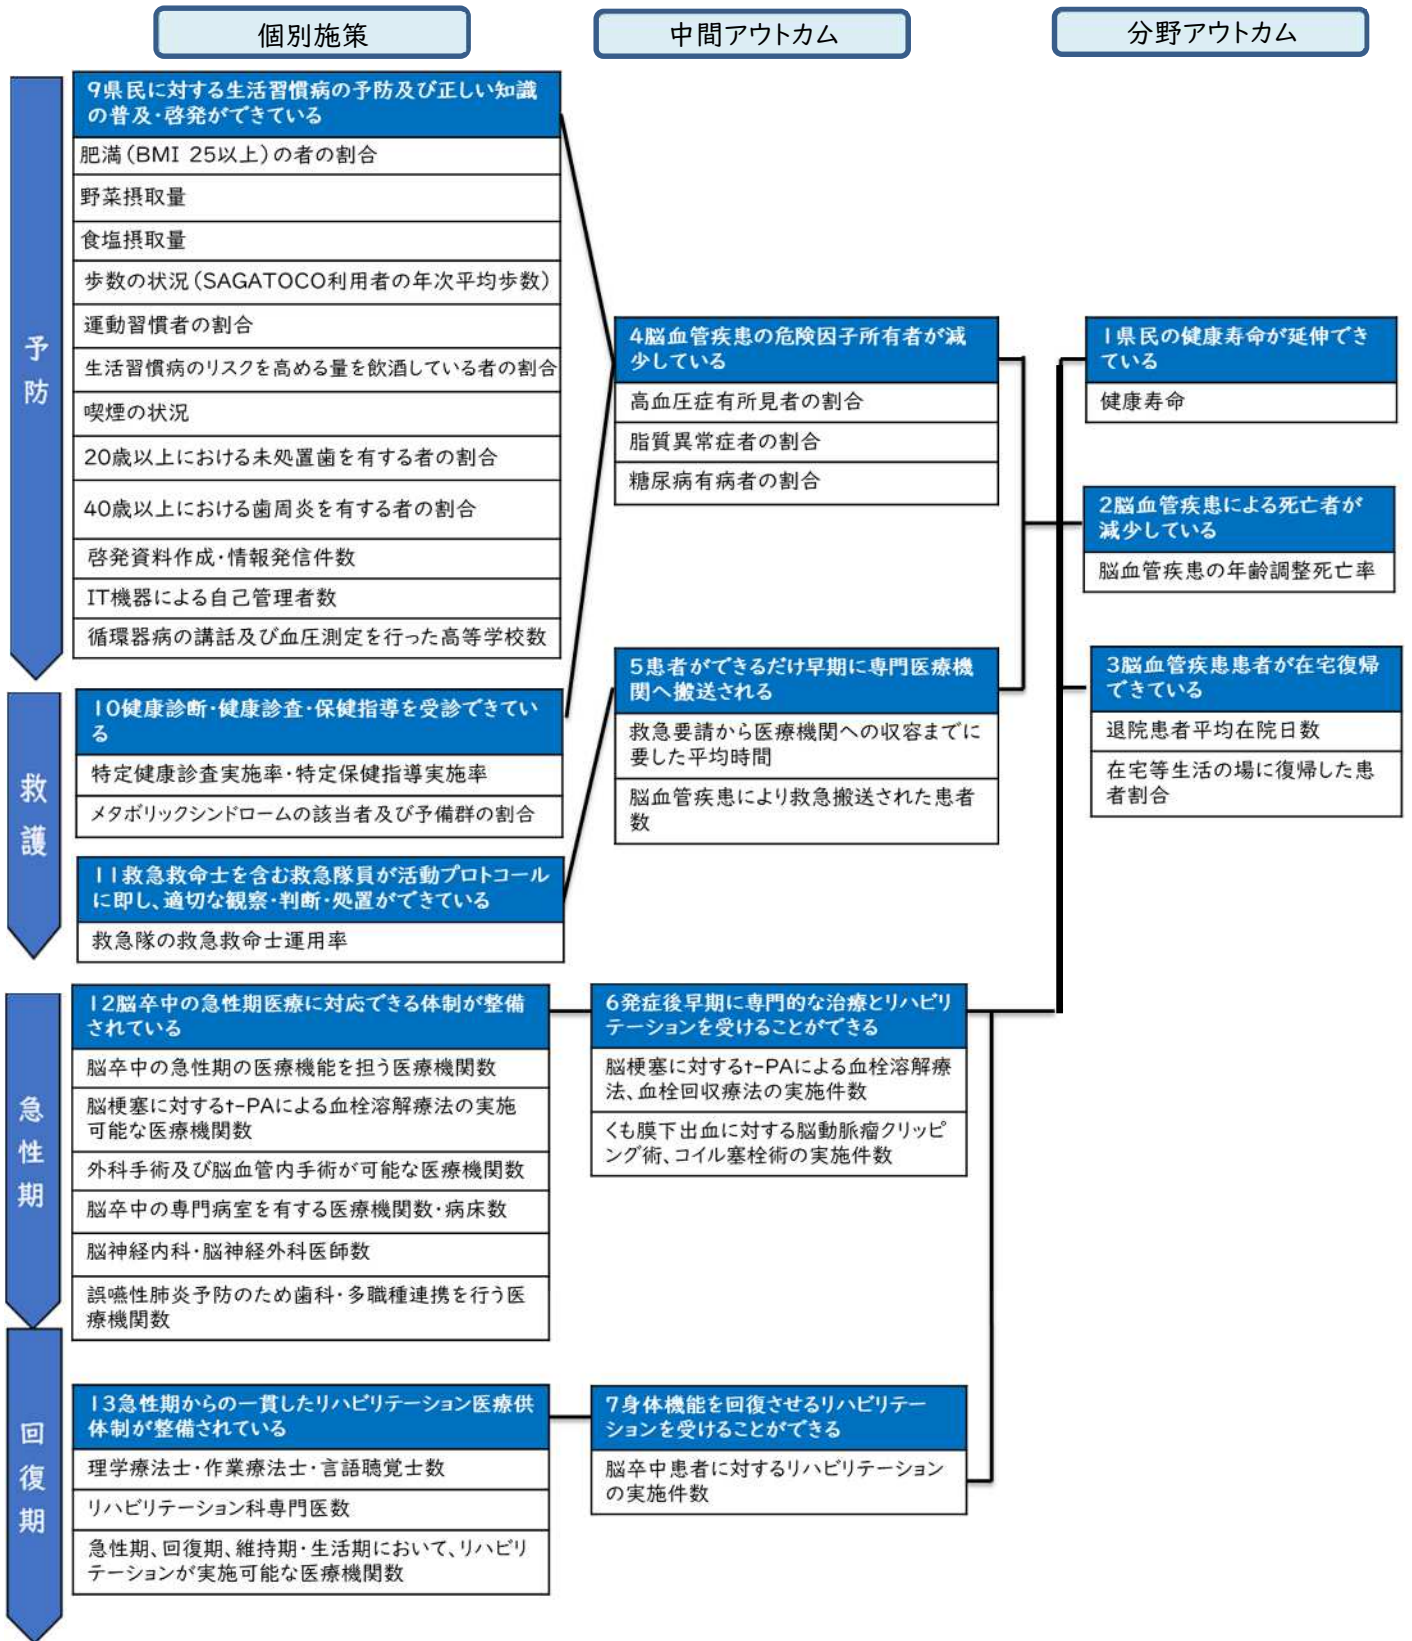 個別施策
中間アウトカム
分野アウトカム
予防
救護
急性期
回復期
9県民に対する生活習慣病の予防及び正しい知識
の普及・啓発ができている
肥満(BMI 25以上)の者の割合
野菜摂取量
食塩摂取量
歩数の状況(SAGATOCO利用者の年次平均歩数)
運動習慣者の割合
生活習慣病のリスクを高める量を飲酒している者の割合
喫煙の状況
20歳以上における未処置歯を有する者の割合
40歳以上における歯周炎を有する者の割合
啓発資料作成・情報発信件数
IT機器による自己管理者数
循環器病の講話及び血圧測定を行った高等学校数
10健康診断・健康診査・保健指導を受診できてい
る
特定健康診査実施率・特定保健指導実施率
メタボリックシンドロームの該当者及び予備群の割合
11救急救命士を含む救急隊員が活動プロトコール
に即し、適切な観察・判断・処置ができている
救急隊の救急救命士運用率
12脳卒中の急性期医療に対応できる体制が整備
されている
脳卒中の急性期の医療機能を担う医療機関数
脳梗塞に対するt-PAによる血栓溶解療法の実施
可能な医療機関数
外科手術及び脳血管内手術が可能な医療機関数
脳卒中の専門病室を有する医療機関数・病床数
脳神経内科・脳神経外科医師数
誤嚥性肺炎予防のため歯科・多職種連携を行う医
療機関数
13急性期からの一貫したリハビリテーション医療供
体制が整備されている
理学療法士・作業療法士・言語聴覚士数
リハビリテーション科専門医数
急性期、回復期、維持期・生活期において、リハビリ
テーションが実施可能な医療機関数
4脳血管疾患の危険因子所有者が減
少している
高血圧症有所見者の割合
脂質異常症者の割合
糖尿病有病者の割合
5患者ができるだけ早期に専門医療機
関へ搬送される
救急要請から医療機関への収容までに
要した平均時間
脳血管疾患により救急搬送された患者
数
6発症後早期に専門的な治療とリハビリ
テーションを受けることができる
脳梗塞に対するt-PAによる血栓溶解療
法、血栓回収療法の実施件数
くも膜下出血に対する脳動脈瘤クリッピ
ング術、コイル塞栓術の実施件数
7身体機能を回復させるリハビリテー
ションを受けることができる
脳卒中患者に対するリハビリテーション
の実施件数
1県民の健康寿命が延伸でき
ている
健康寿命
2脳血管疾患による死亡者が
減少している
脳血管疾患の年齢調整死亡率
3脳血管疾患患者が在宅復帰
できている
退院患者平均在院日数
在宅等生活の場に復帰した患
者割合